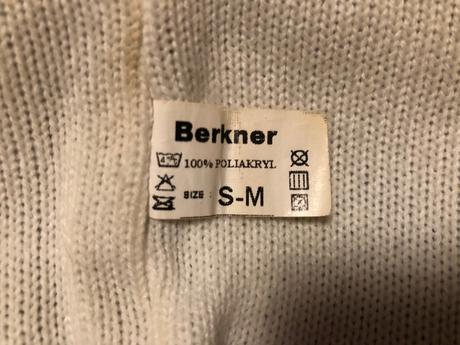 Berkner
100% POLIAKRYL
SIZE: S-M